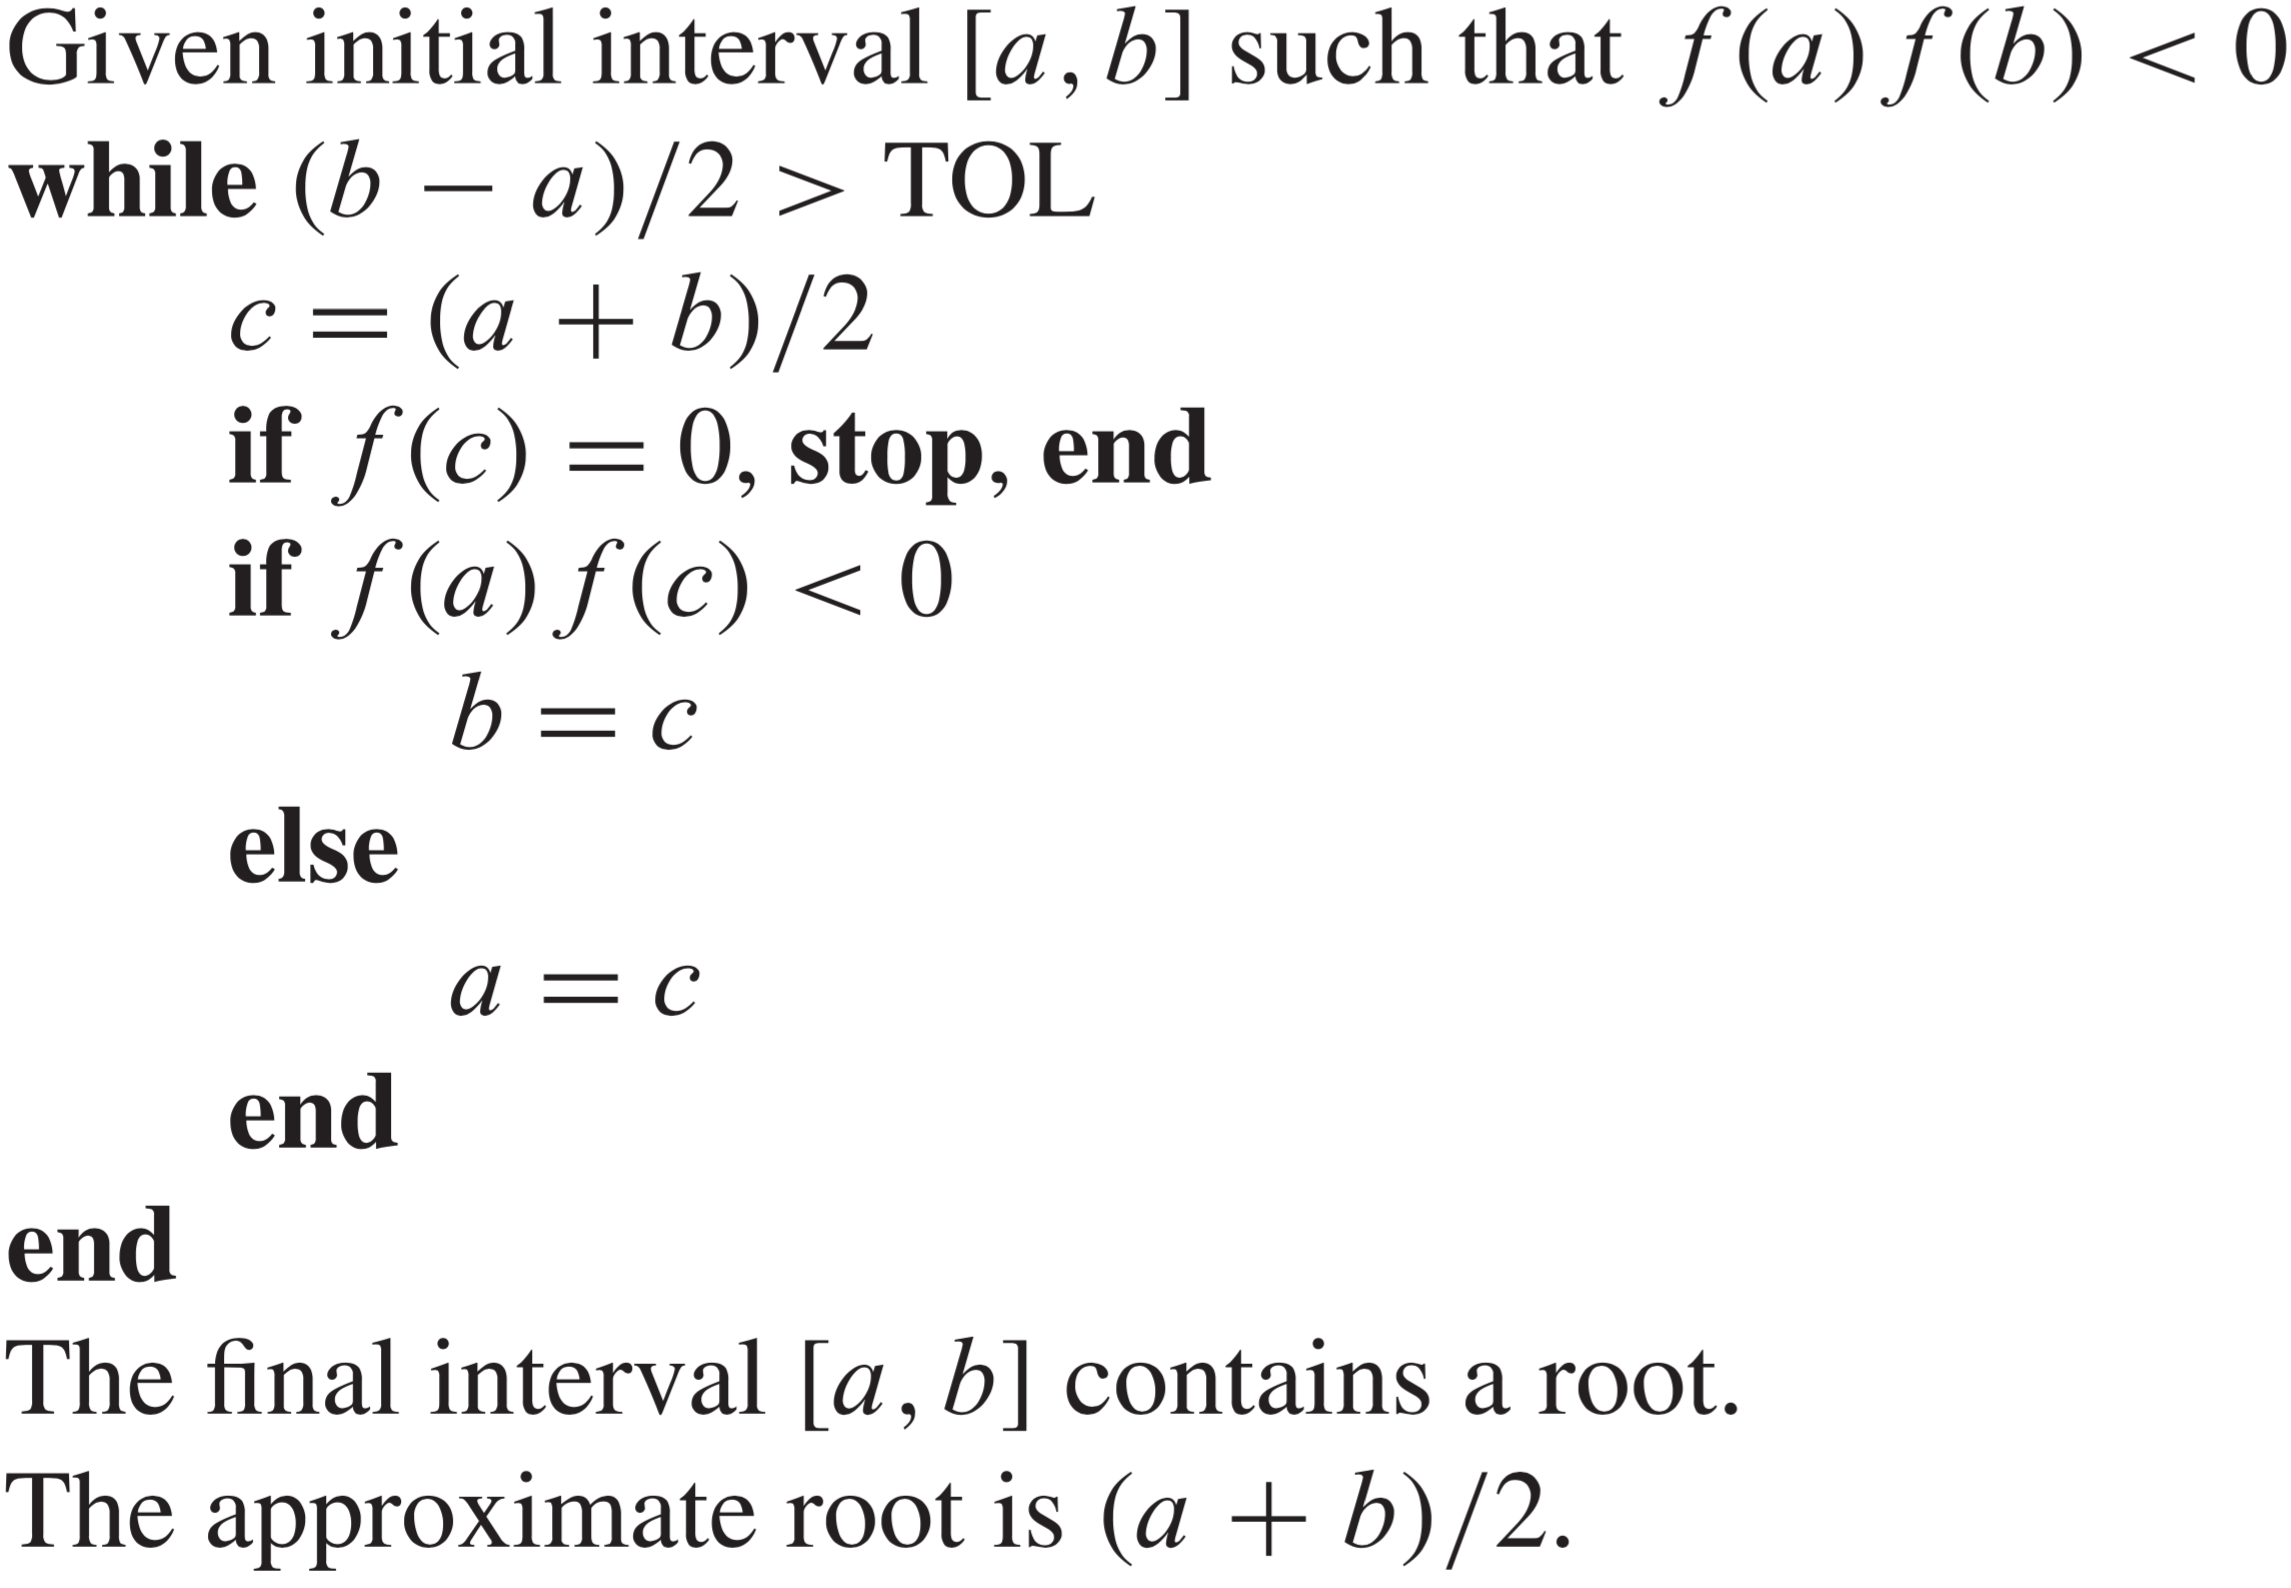 Given initial interval [a, b] such that f(a) f(b) < 0
while (b − a)/2 > TOL
c = (a + b)/2
if f(c) = 0, stop, end
if f(a) f(c) < 0
b = c
else
a = c
end
end
The final interval [a, b] contains a root.
The approximate root is (a + b)/2.